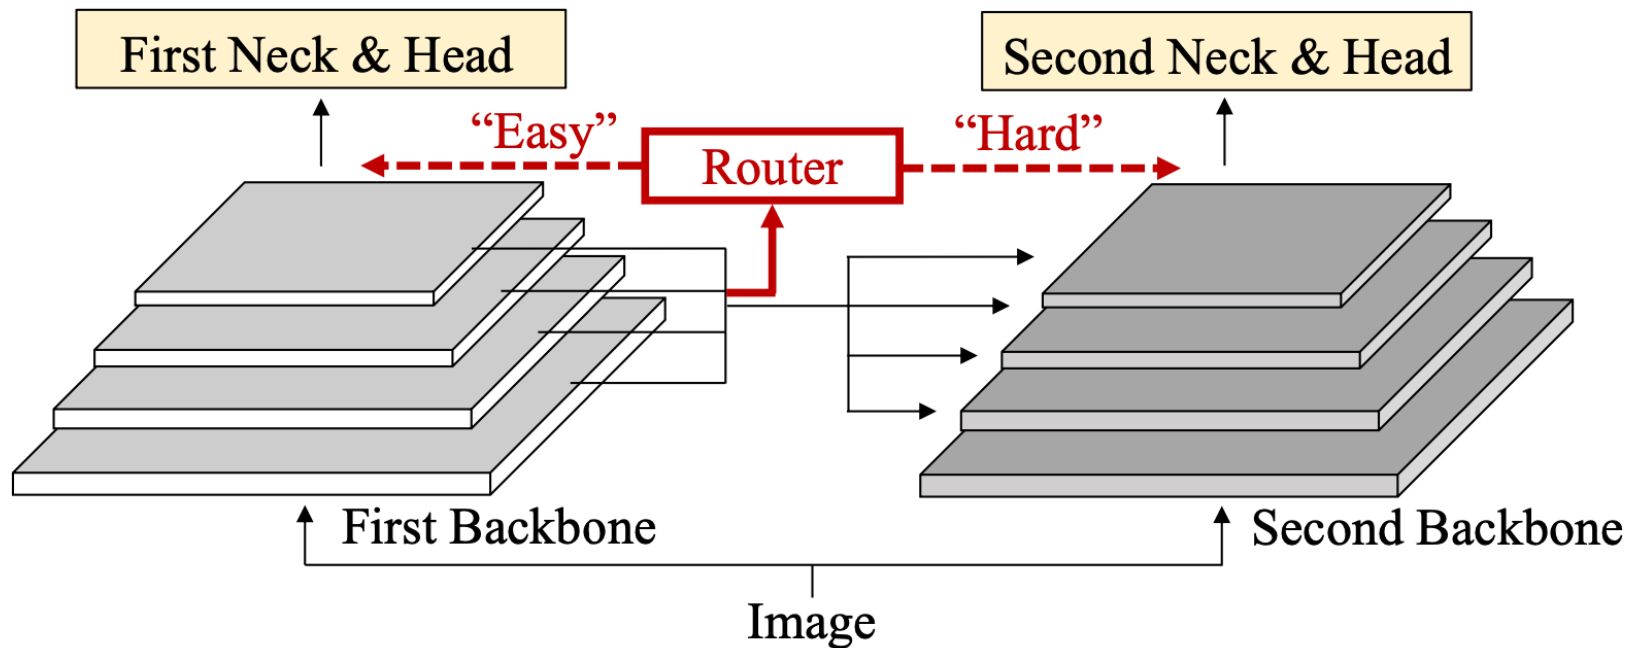 First Neck & Head
Second Neck & Head
“Easy”
Router
“Hard”
First Backbone
Second Backbone
Image